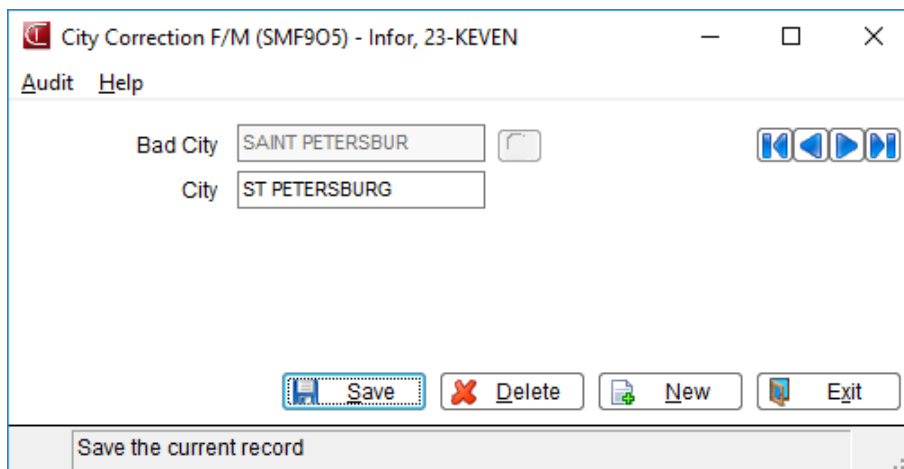 City Correction F/M (SMF9O5) - Infor, 23-KEVEN
Audit Help
Bad City SAINT PETERSBUR
City ST PETERSBURG
Save Delete New Exit
Save the current record